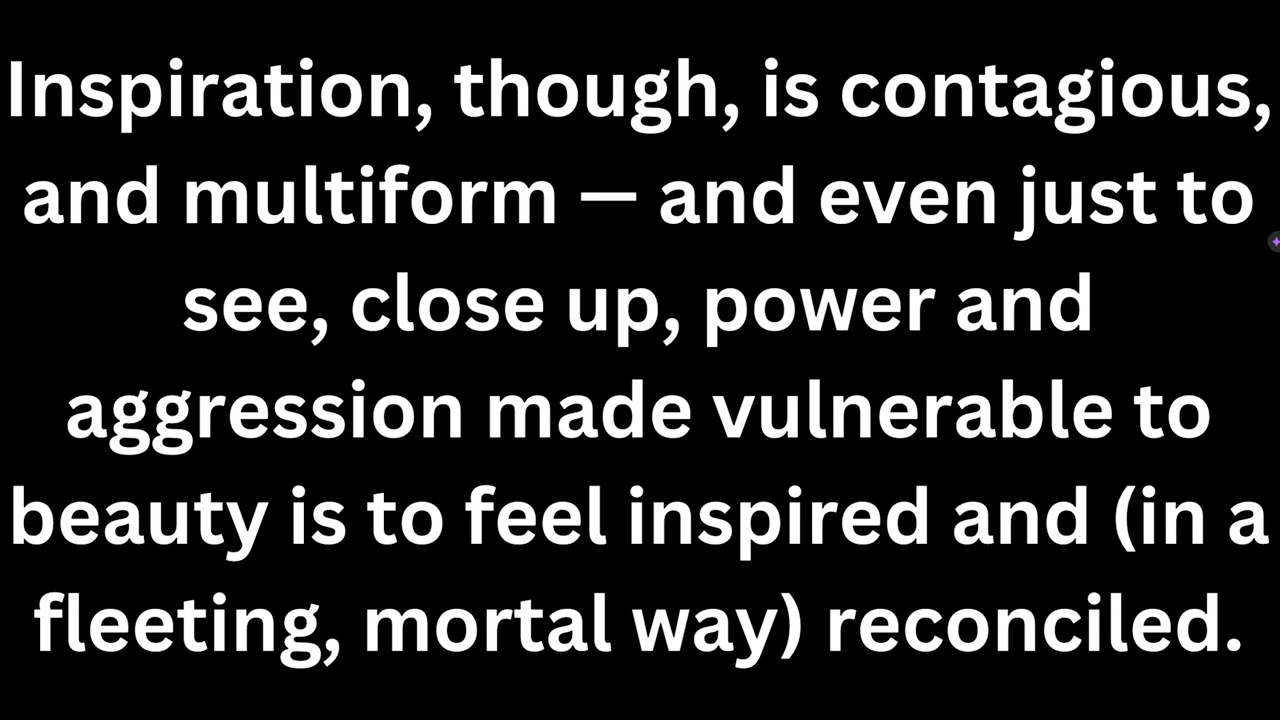 Inspiration, though, is contagious,
and multiform — and even just to
see, close up, power and
aggression made vulnerable to
beauty is to feel inspired and (in a
fleeting, mortal way) reconciled.